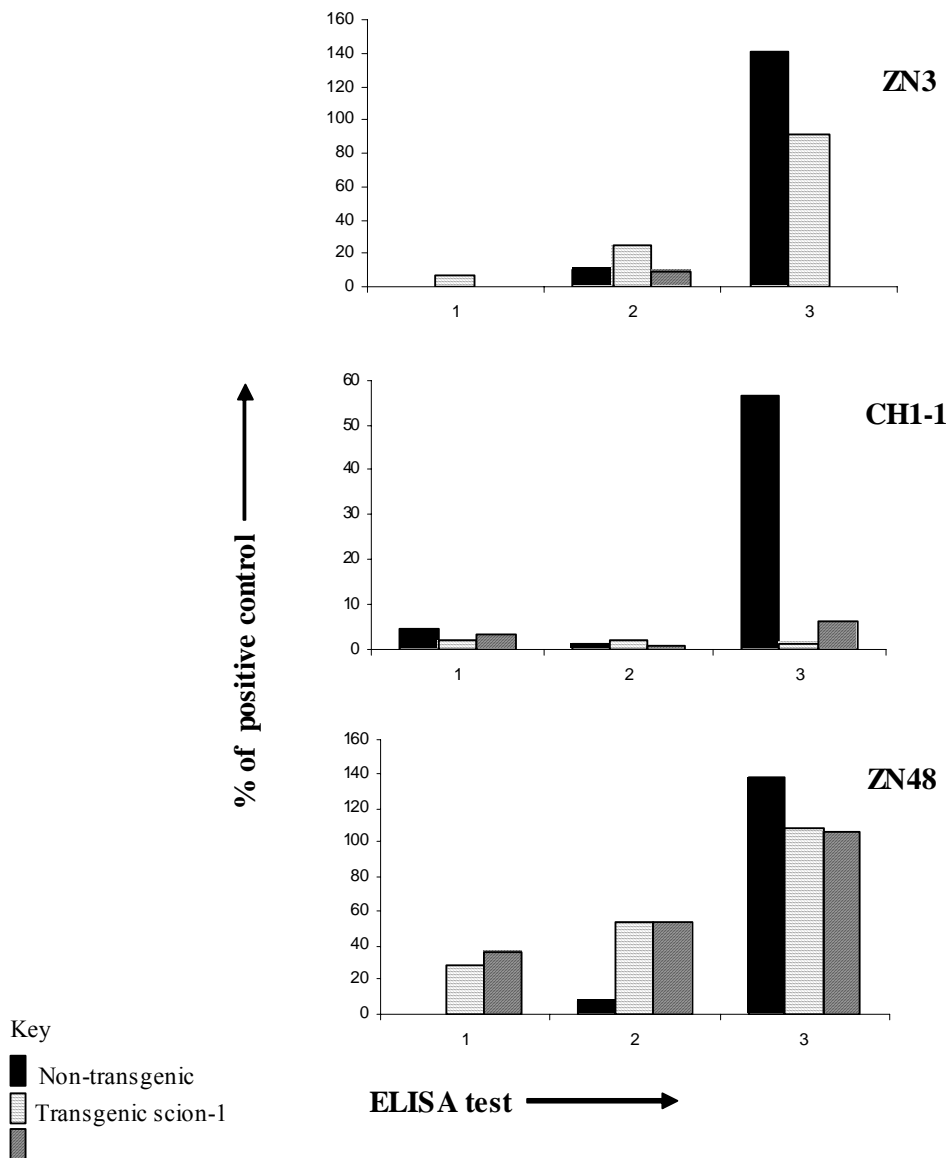 160
140
120
100
80
60
40
20
0
1 2 3
ZN3
60
50
40
30
20
10
0
1 2 3
CH1-1
160
140
120
100
80
60
40
20
0
1 2 3
ZN48
% of positive control
ELISA test
Key
Non-transgenic
Transgenic scion-1